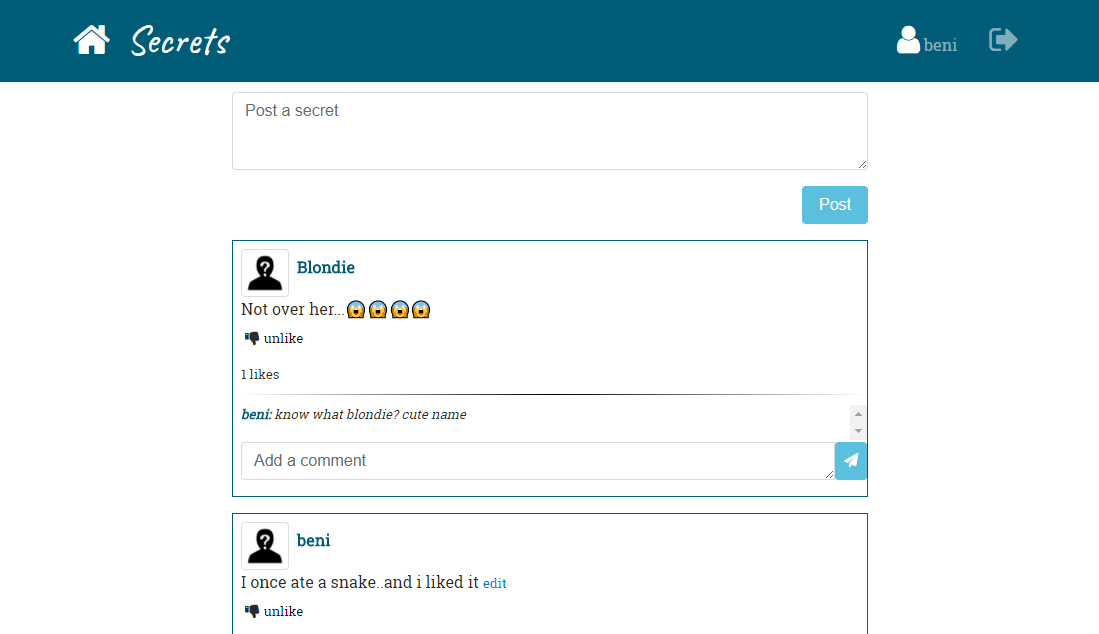 Secrets
beni
Post a secret
Post
Blondie
Not over her...😱😱😱😱
unlike
1 likes
beni: know what blondie? cute name
Add a comment
beni
I once ate a snake..and i liked it edit
unlike